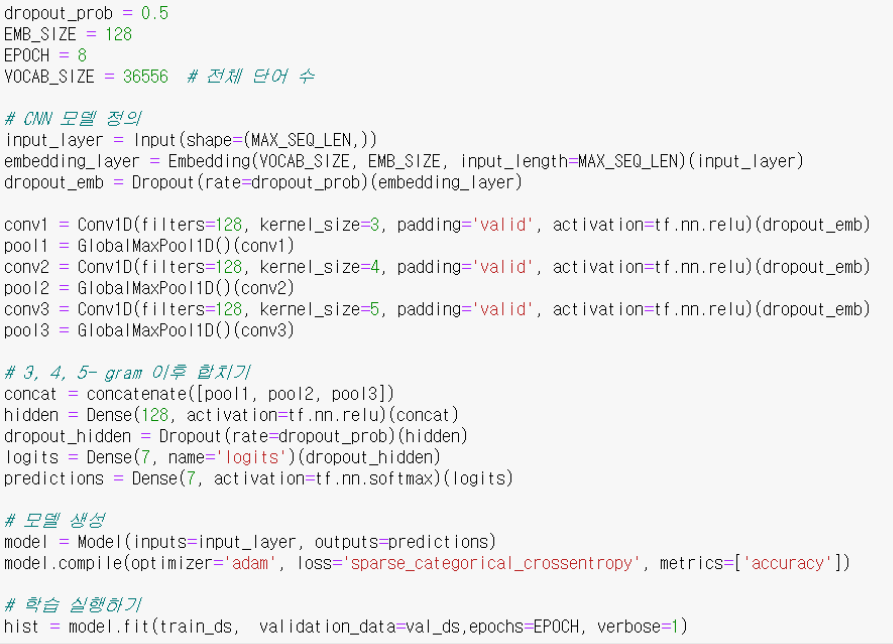 dropout_prob = 0.5
EMB_SIZE = 128
EPOCH = 8
VOCAB_SIZE = 36556  # 전체 단어 수
# CNN 모델 정의
input_layer = Input(shape=(MAX_SEQ_LEN,))
embedding_layer = Embedding(VOCAB_SIZE, EMB_SIZE, input_length=MAX_SEQ_LEN)(input_layer)
dropout_emb = Dropout(rate=dropout_prob)(embedding_layer)
conv1 = Conv1D(filters=128, kernel_size=3, padding='valid', activation=tf.nn.relu)(dropout_emb)
pool1 = GlobalMaxPool1D()(conv1)
conv2 = Conv1D(filters=128, kernel_size=4, padding='valid', activation=tf.nn.relu)(dropout_emb)
pool2 = GlobalMaxPool1D()(conv2)
conv3 = Conv1D(filters=128, kernel_size=5, padding='valid', activation=tf.nn.relu)(dropout_emb)
pool3 = GlobalMaxPool1D()(conv3)
# 3, 4, 5- gram 이후 합치기
concat = concatenate([pool1, pool2, pool3])
hidden = Dense(128, activation=tf.nn.relu)(concat)
dropout_hidden = Dropout(rate=dropout_prob)(hidden)
logits = Dense(7, name='logits')(dropout_hidden)
predictions = Dense(7, activation=tf.nn.softmax)(logits)
# 모델 생성
model = Model(inputs=input_layer, outputs=predictions)
model.compile(optimizer='adam', loss='sparse_categorical_crossentropy', metrics=['accuracy'])
# 학습 실행하기
hist = model.fit(train_ds,  validation_data=val_ds,epochs=EPOCH, verbose=1)